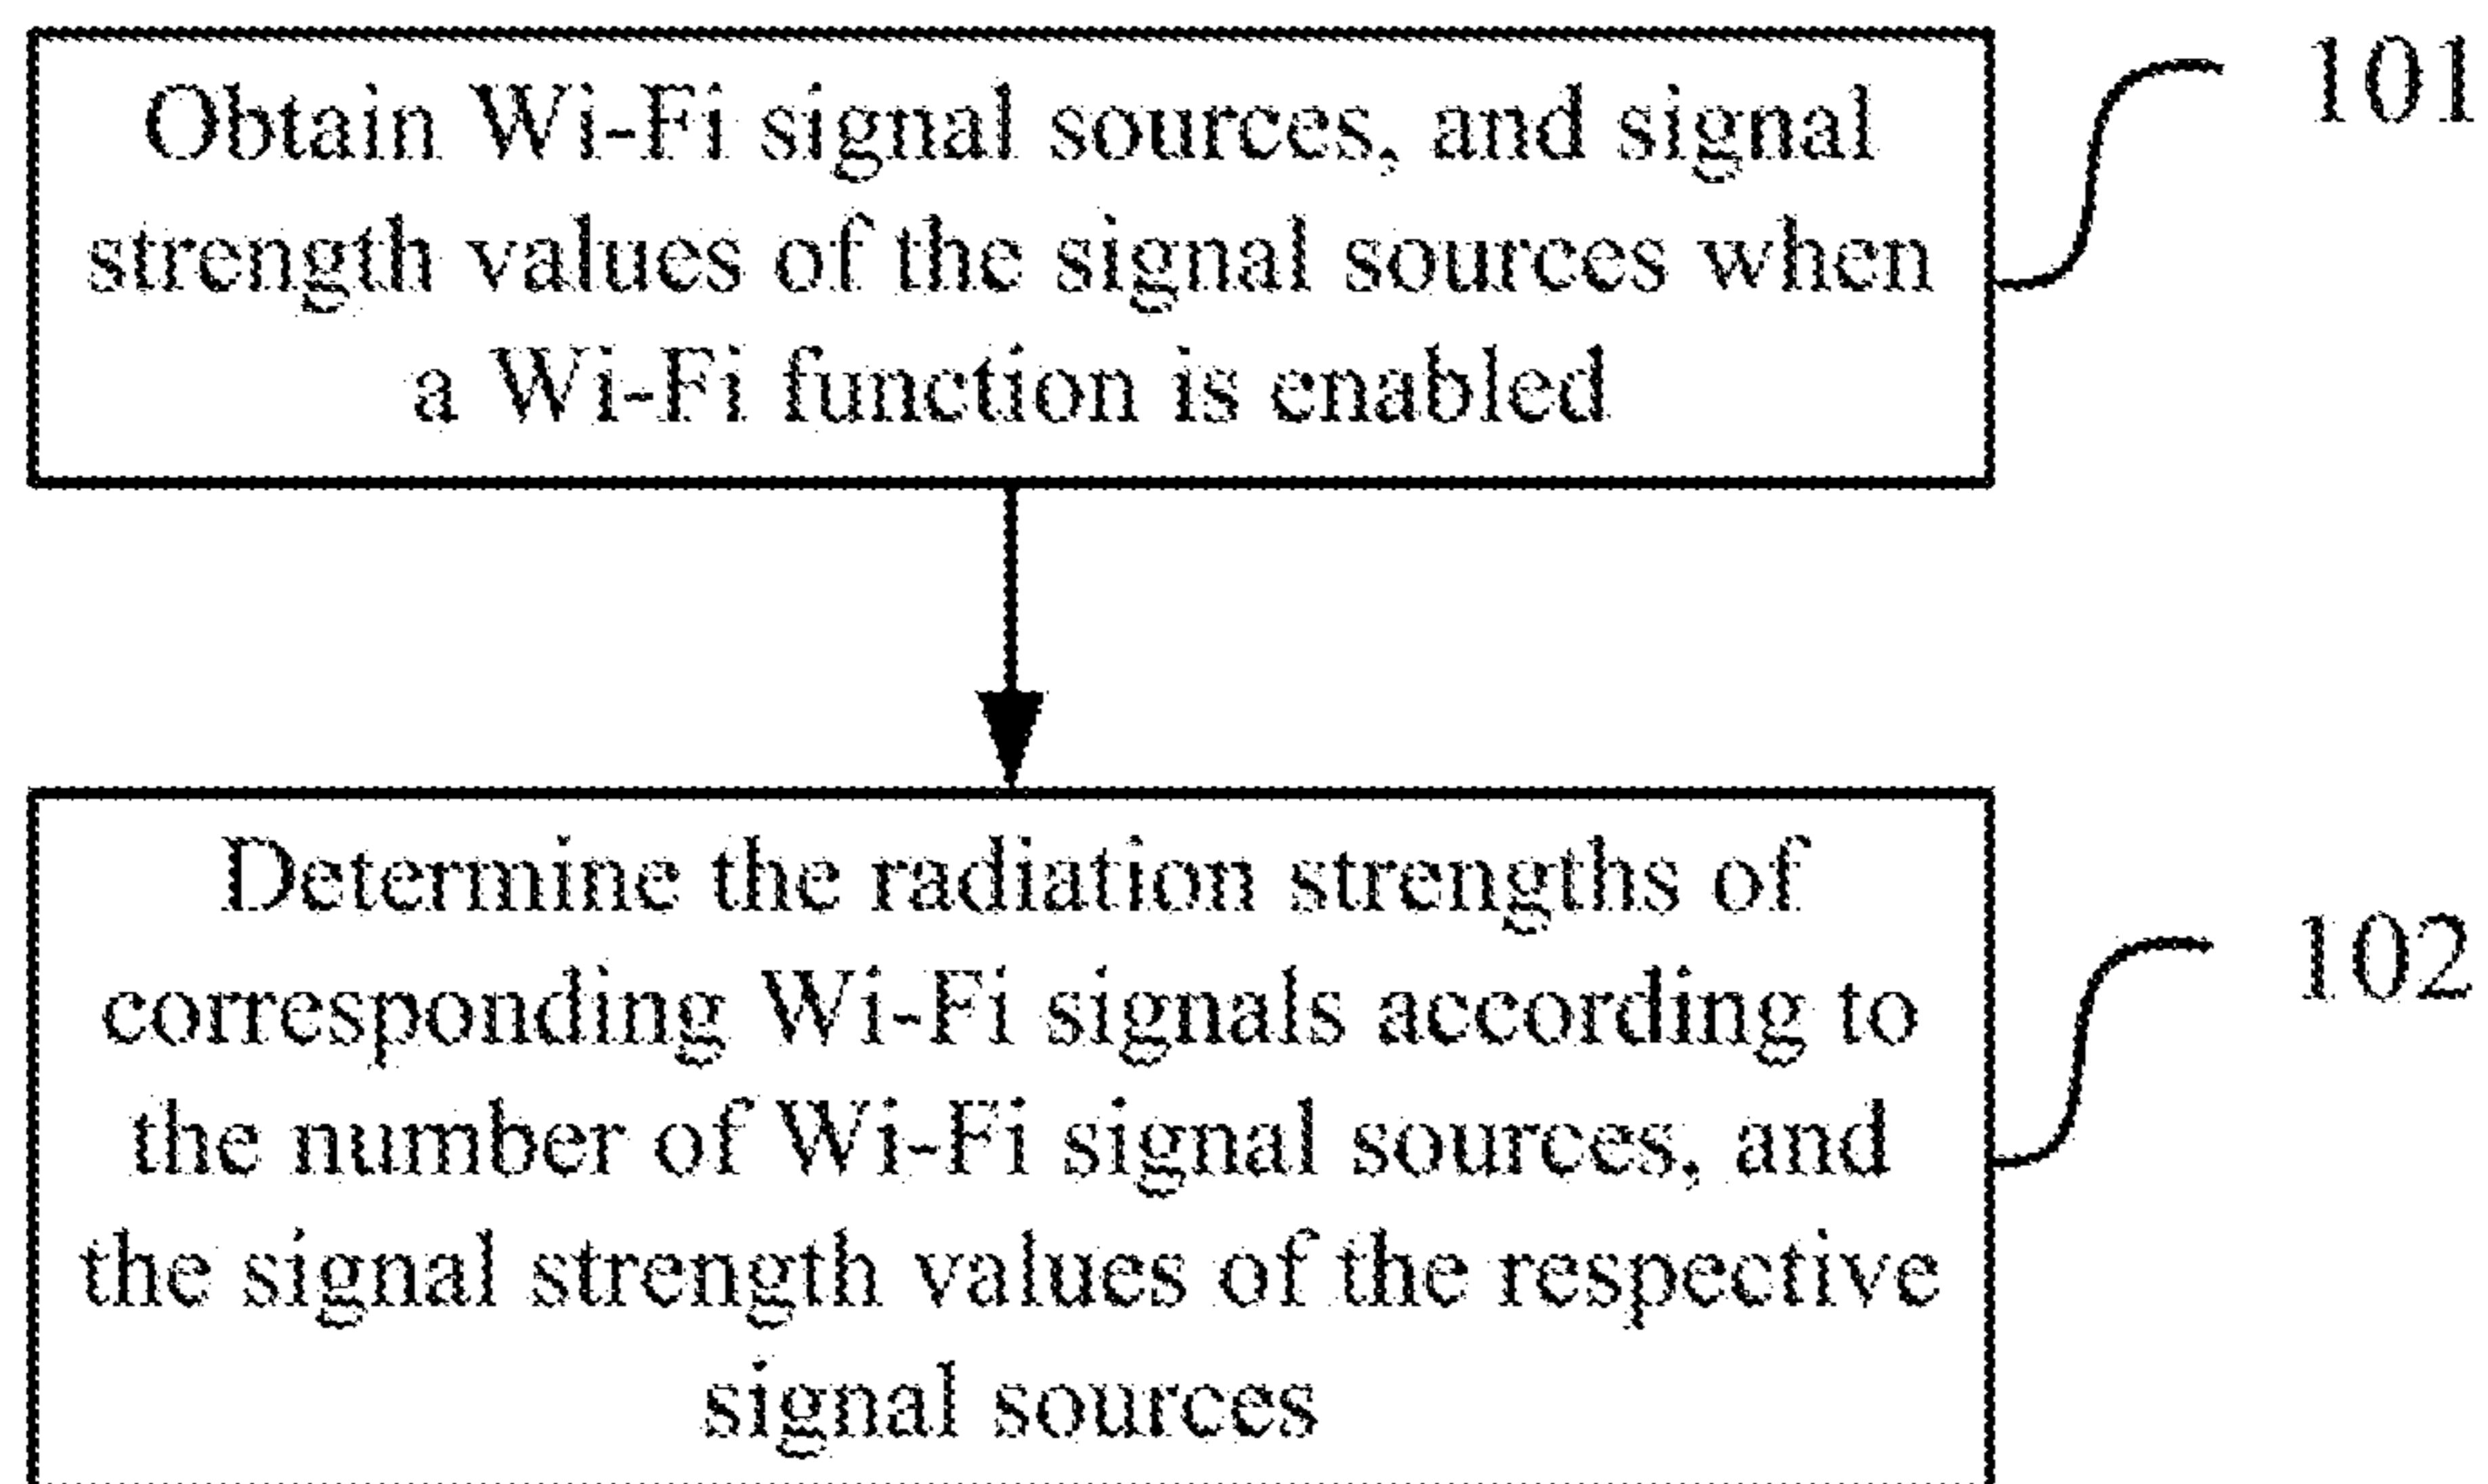 Obtain Wi-Fi signal sources, and signal
strength values of the signal sources when
a Wi-Fi function is enabled
101
Determine the radiation strengths of
corresponding Wi-Fi signals according to
the number of Wi-Fi signal sources, and
the signal strength values of the respective
signal sources
102